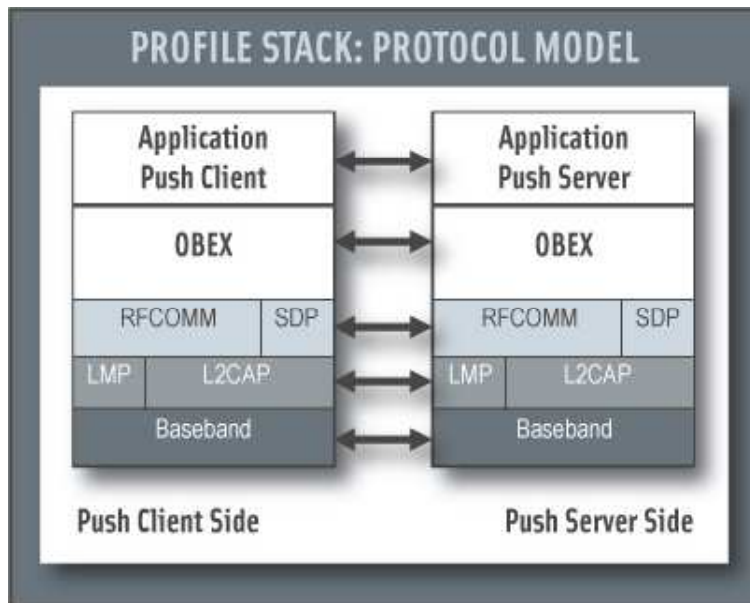 PROFILE STACK: PROTOCOL MODEL
Application
Push Client
OBEX
RFCOMM SDP
LMP L2CAP
Baseband
Push Client Side
Application
Push Server
OBEX
RFCOMM SDP
LMP L2CAP
Baseband
Push Server Side